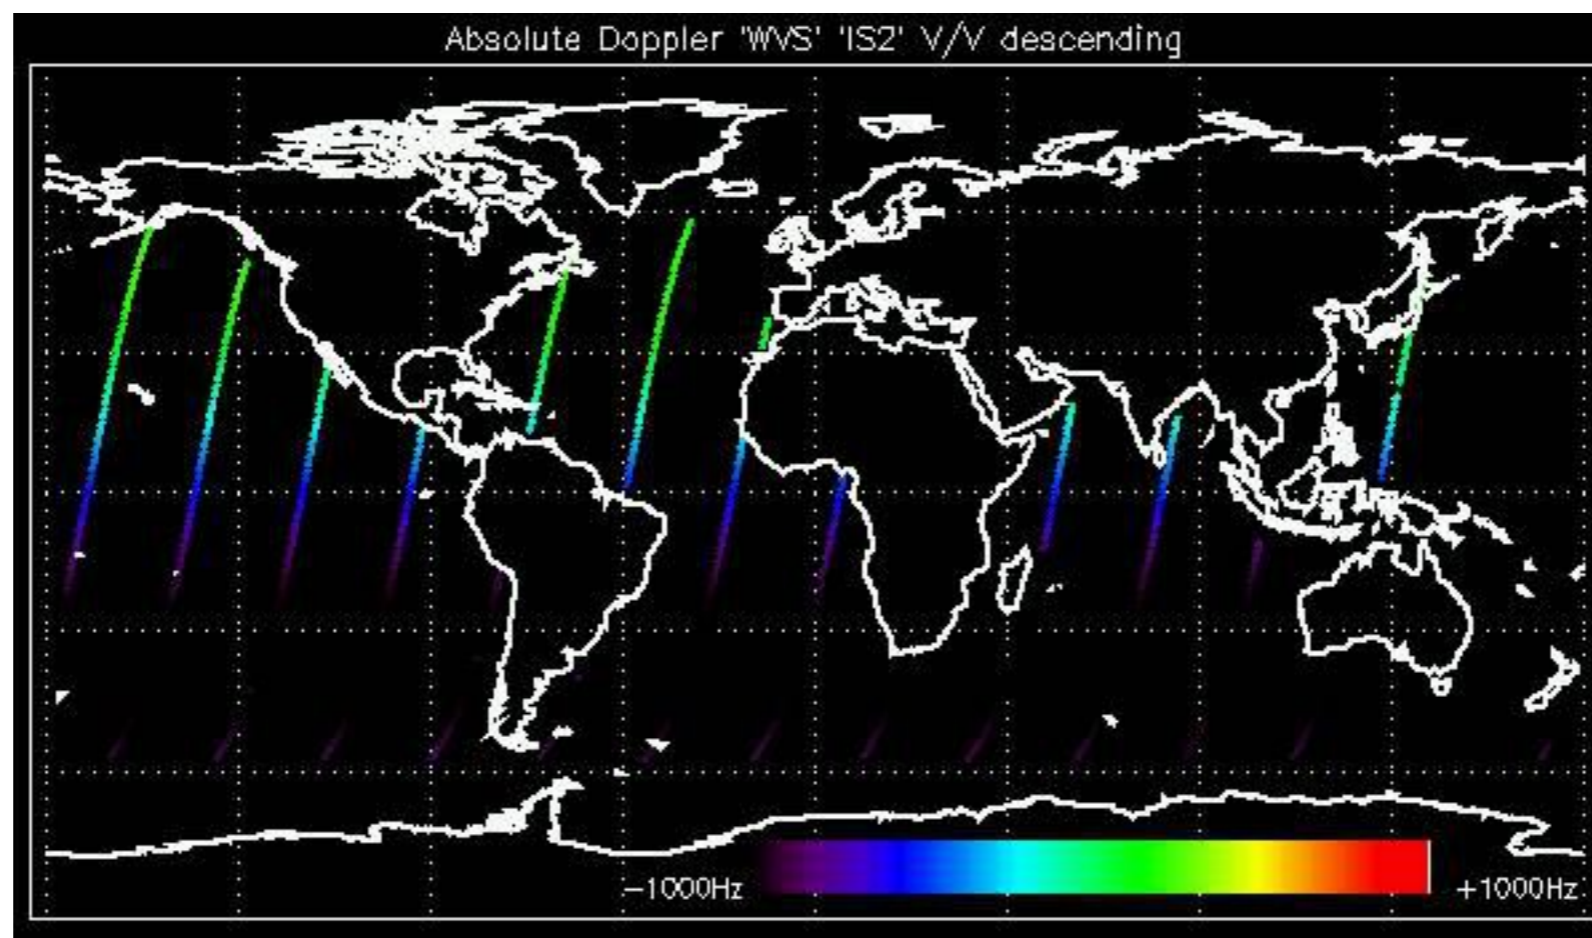 Absolute Doppler 'WVS' 'IS2' V/V descending
−1000Hz
+1000Hz